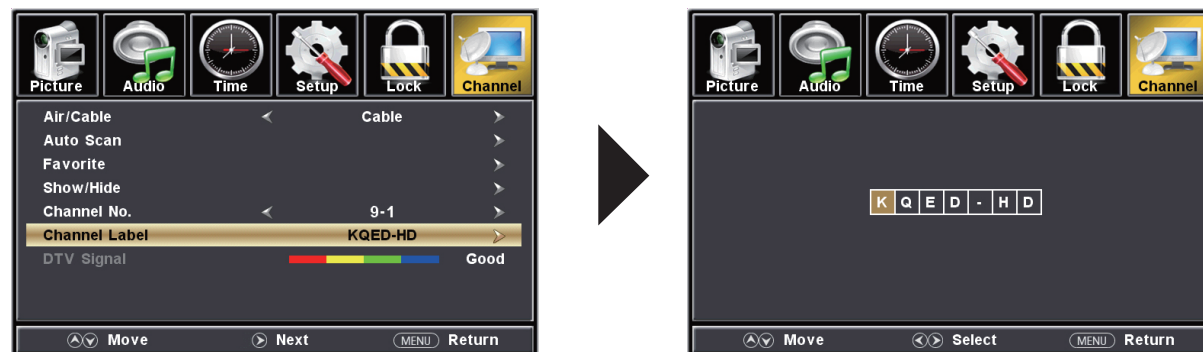 Picture Audio Time Setup Lock Channel
Air/Cable Cable
Auto Scan
Favorite
Show/Hide
Channel No. 9-1
Channel Label KQED-HD
DTV Signal Good
Move Next MENU Return
Picture Audio Time Setup Lock Channel
KQED-HD
Move Select MENU Return